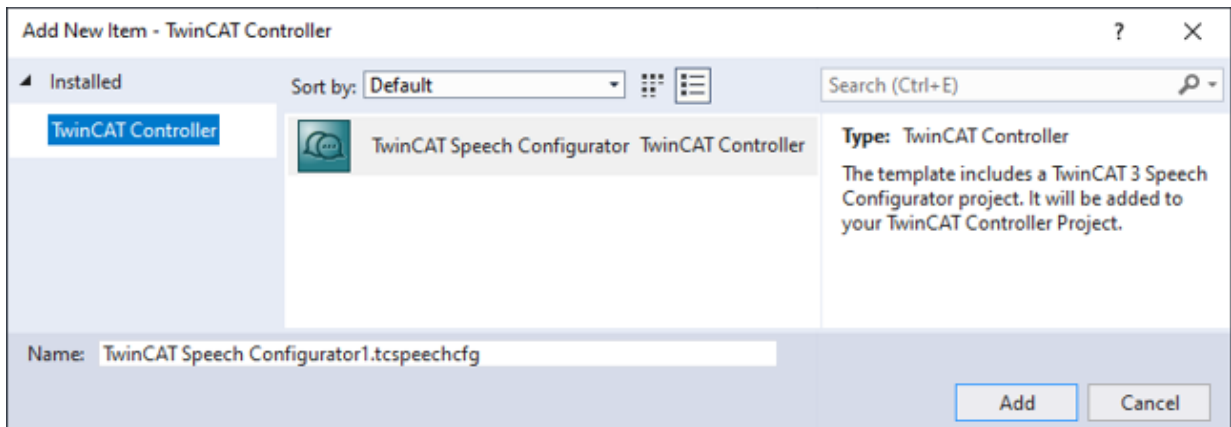 Add New Item - TwinCAT Controller
?
Installed
Sort by: Default
Search (Ctrl+E)
TwinCAT Controller
TwinCAT Speech Configurator TwinCAT Controller
Type: TwinCAT Controller
The template includes a TwinCAT 3 Speech
Configurator project. It will be added to
your TwinCAT Controller Project.
Name: TwinCAT Speech Configurator1.tcspeechcfg
Add Cancel